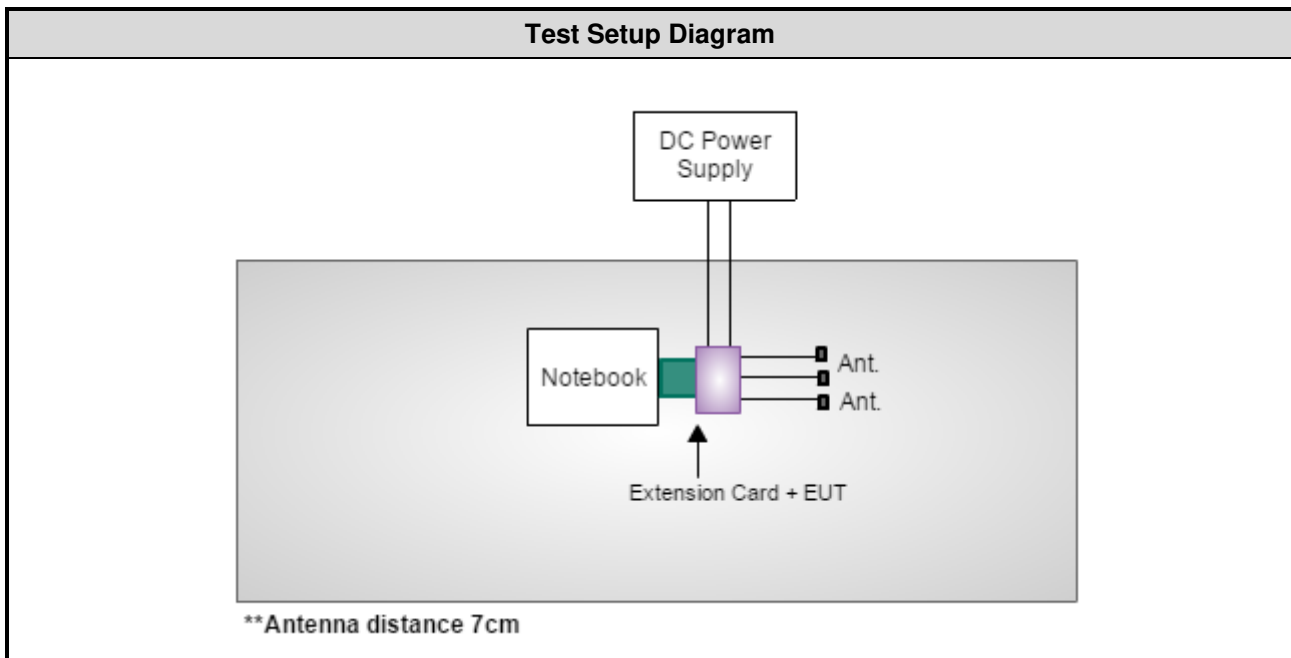 Test Setup Diagram
DC Power
Supply
Notebook
Ant.
Ant.
Extension Card + EUT
**Antenna distance 7cm